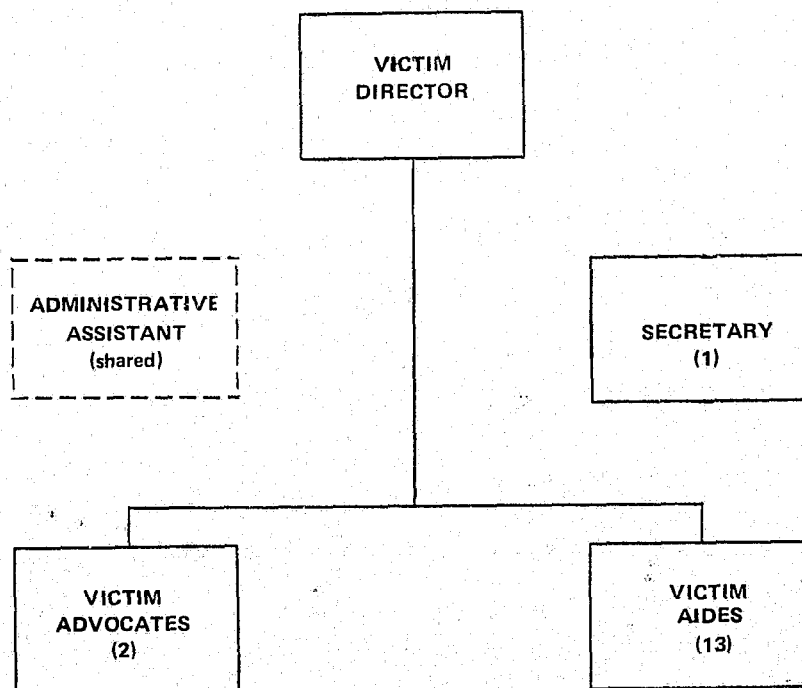 VICTIM
DIRECTOR
ADMINISTRATIVE
ASSISTANT
(shared)
SECRETARY
(1)
VICTIM
ADVOCATES
(2)
VICTIM
AIDES
(13)